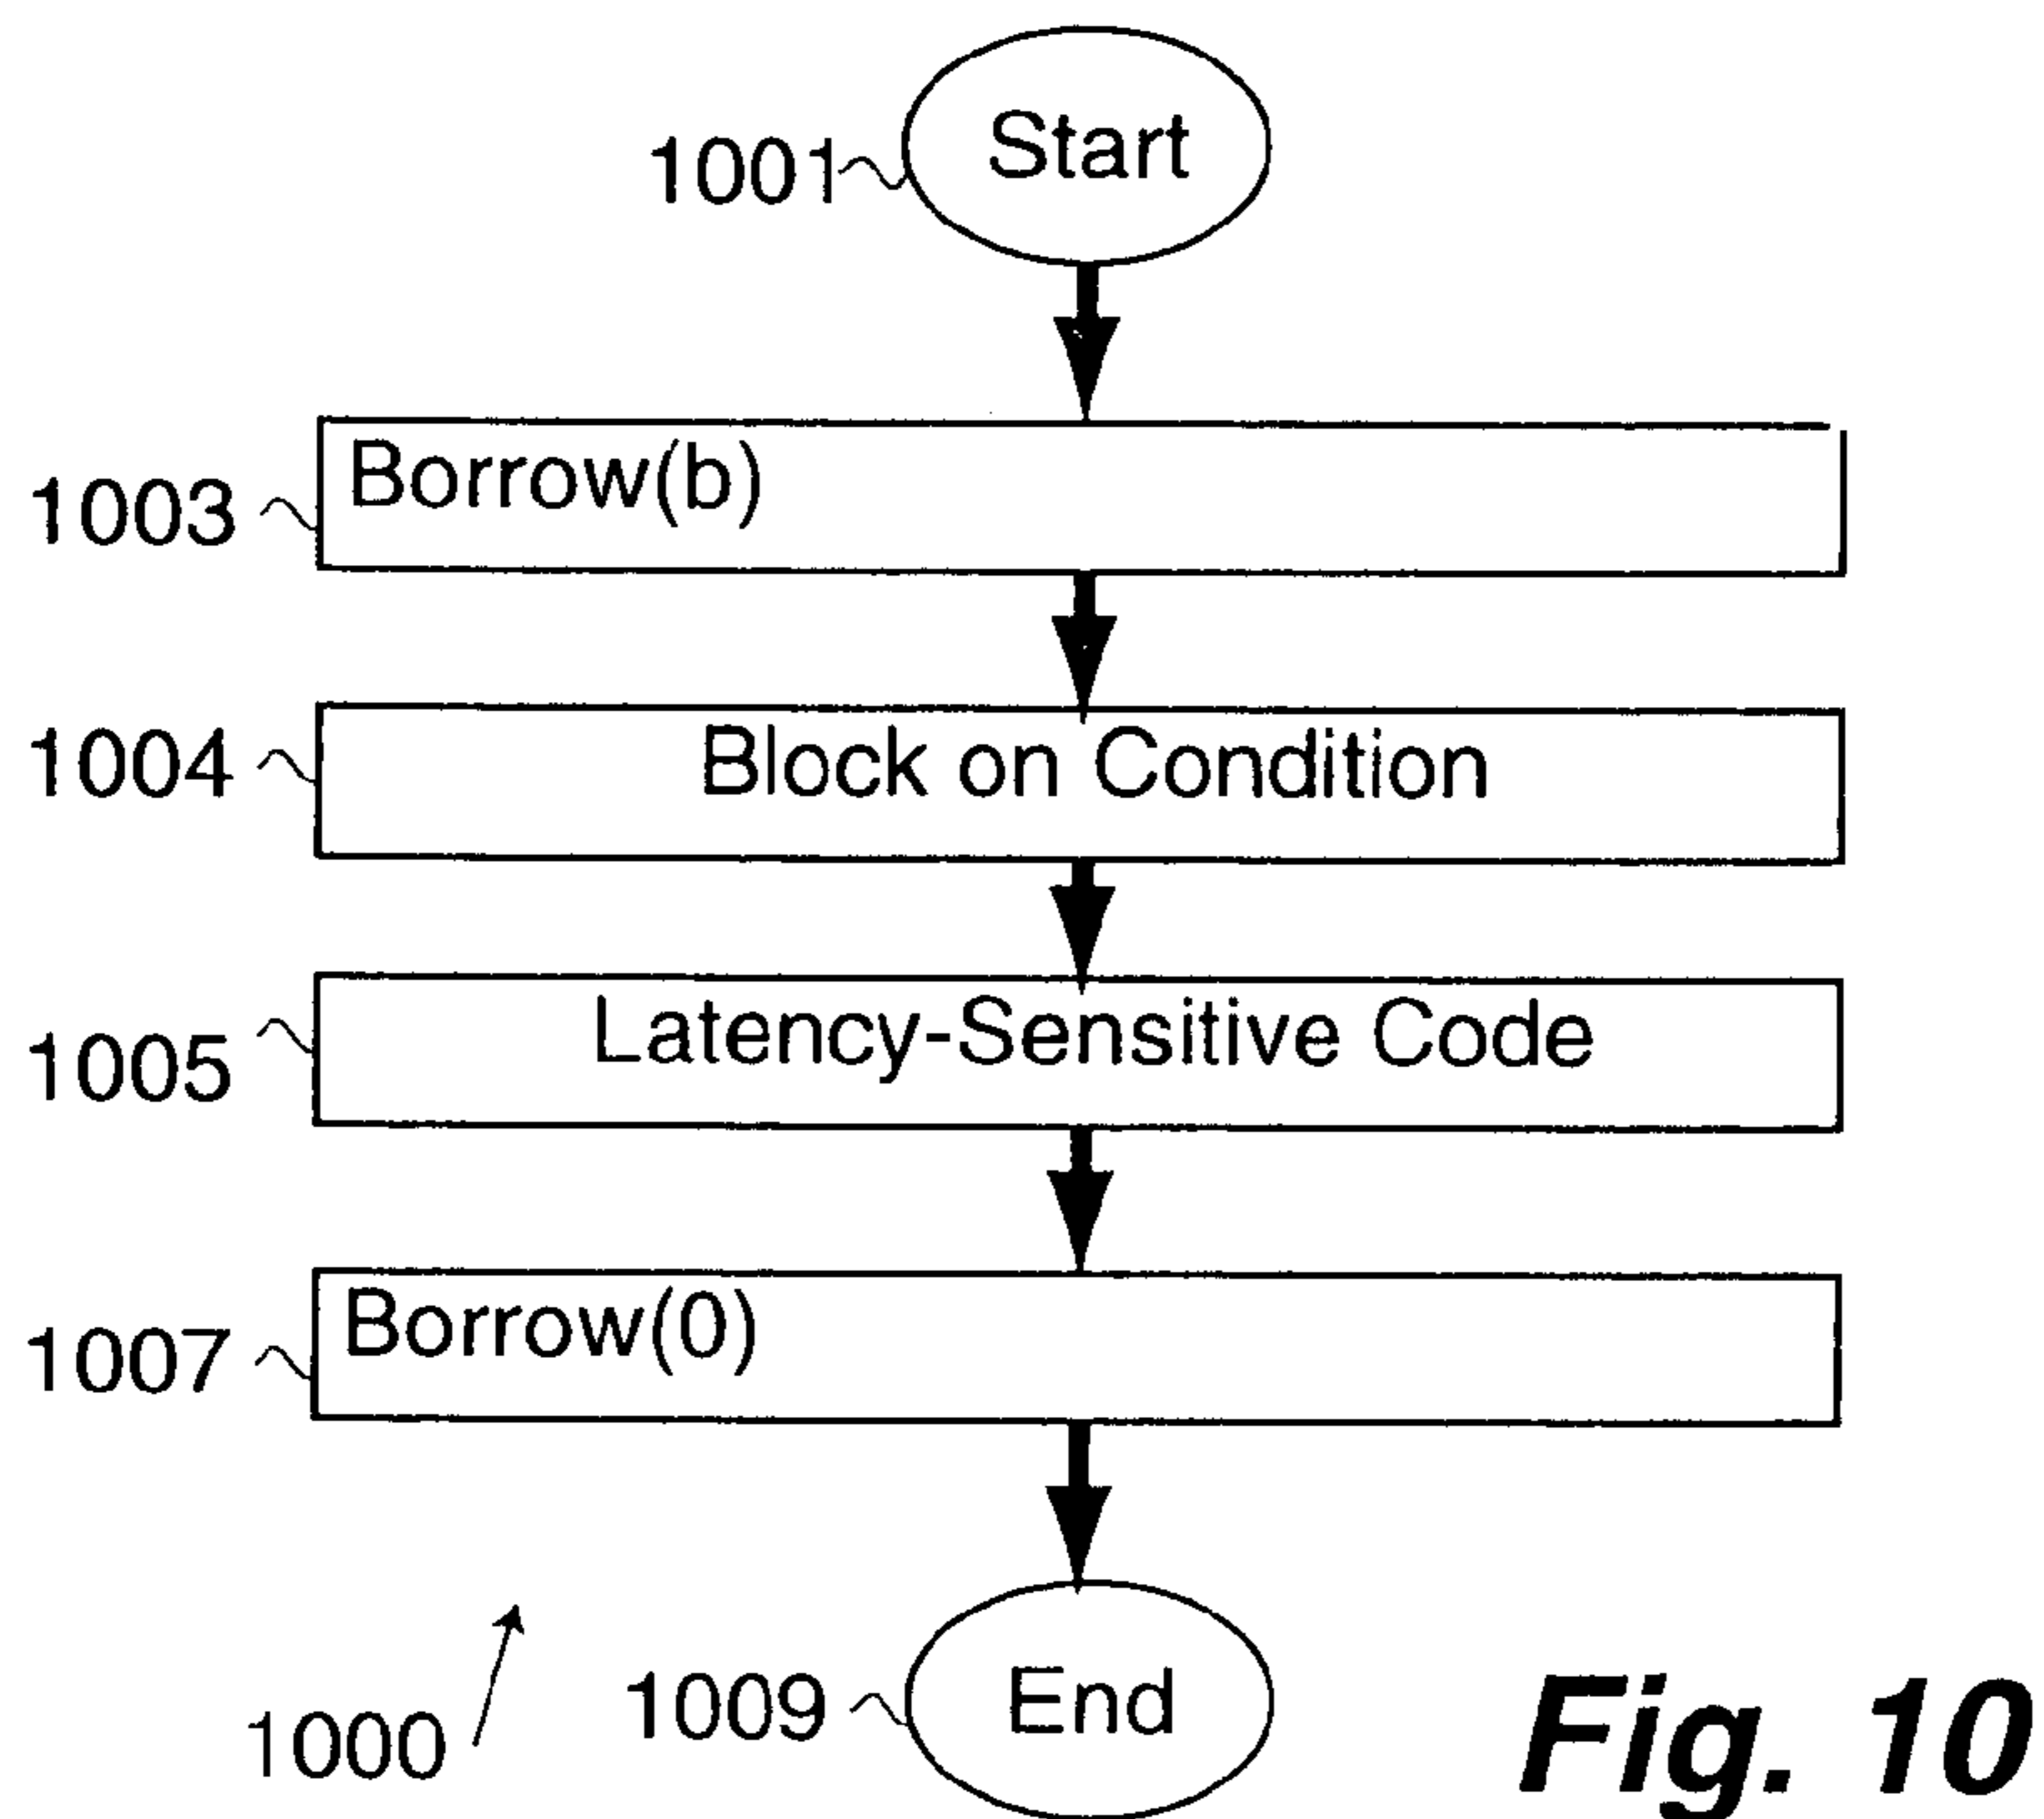 Start
1001
Borrow(b)
1003
Block on Condition
1004
Latency-Sensitive Code
1005
Borrow(0)
1007
End
1009
1000
Fig. 10